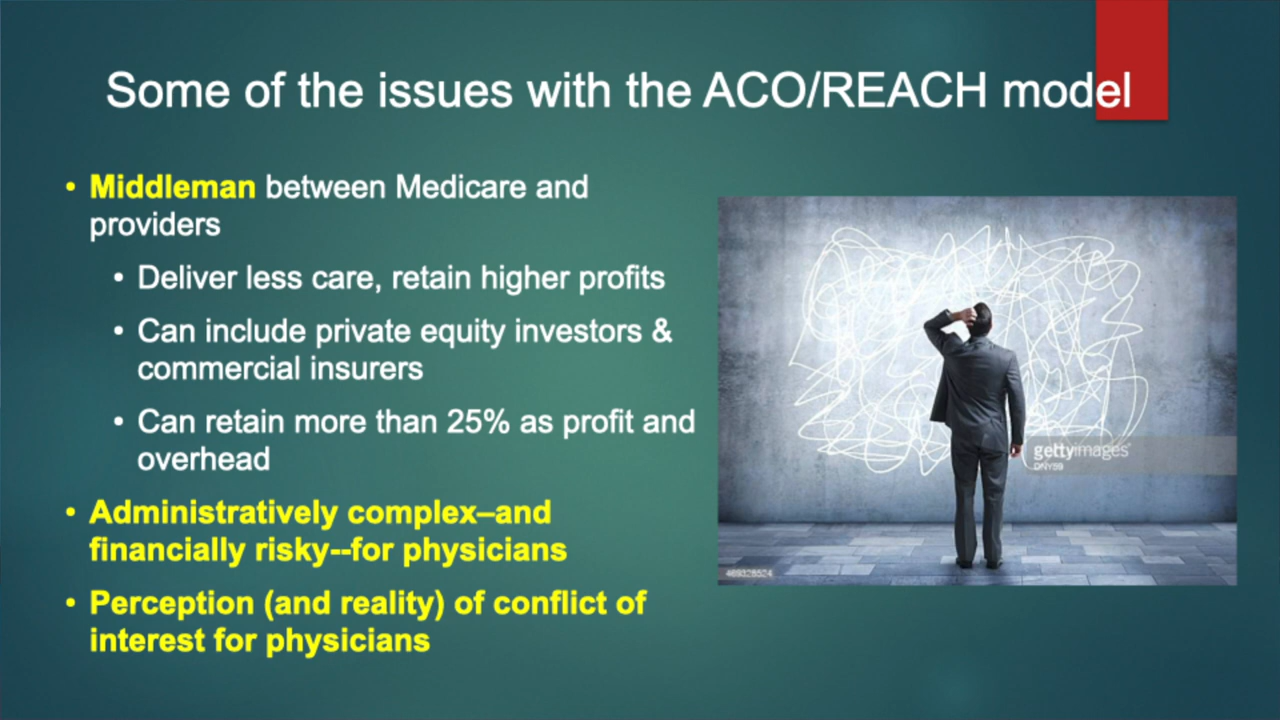 Some of the issues with the ACO/REACH model
• Middleman between Medicare and
providers
• Deliver less care, retain higher profits
• Can include private equity investors &
commercial insurers
• Can retain more than 25% as profit and
overhead
• Administratively complex–and
financially risky--for physicians
• Perception (and reality) of conflict of
interest for physicians
gettyimages
DNY59
469328524